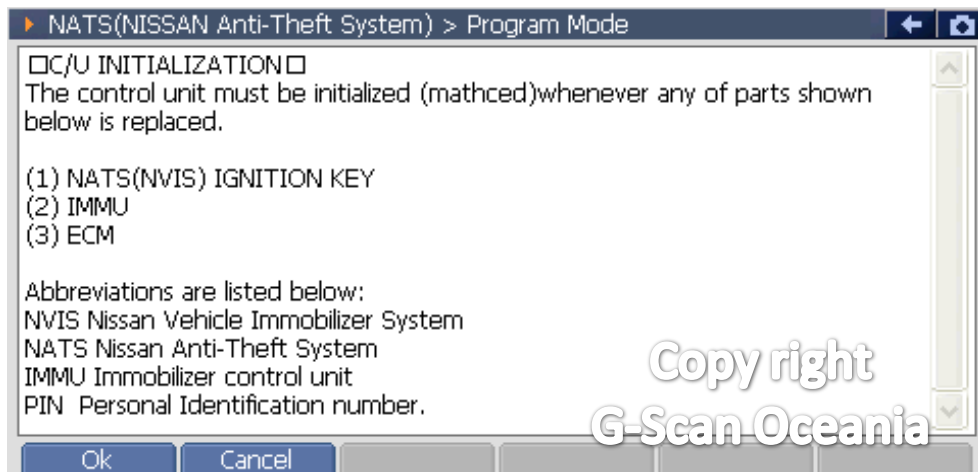 NATS(NISSAN Anti-Theft System) > Program Mode
□C/U INITIALIZATION□
The control unit must be initialized (mathced)whenever any of parts shown
below is replaced.
(1) NATS(NVIS) IGNITION KEY
(2) IMMU
(3) ECM
Abbreviations are listed below:
NVIS Nissan Vehicle Immobilizer System
NATS Nissan Anti-Theft System
IMMU Immobilizer control unit
PIN  Personal Identification number.
Copy right
G-Scan Oceania
Ok
Cancel